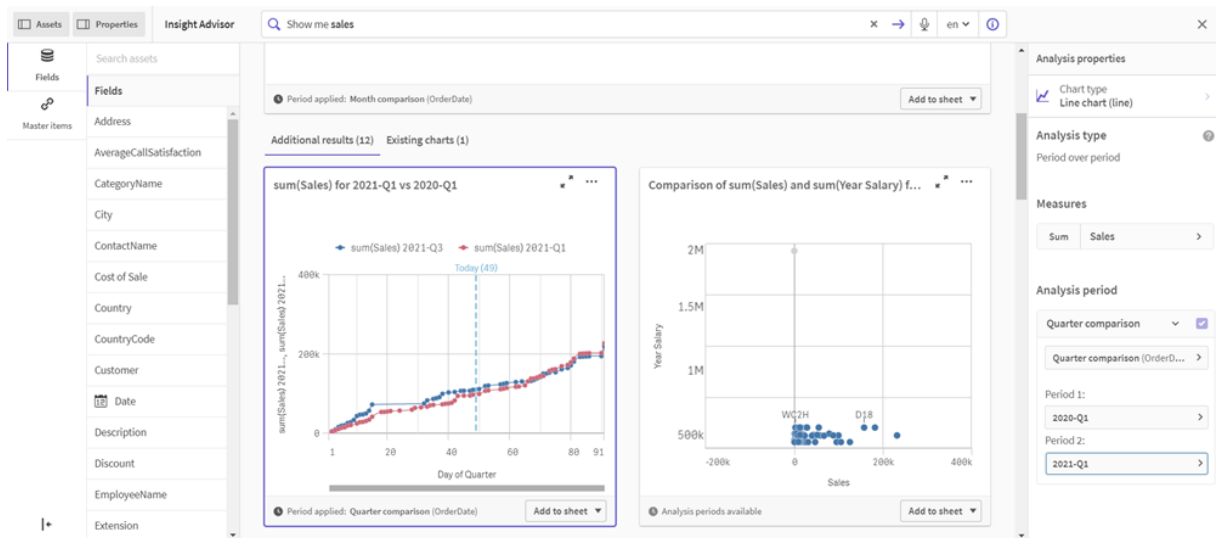 Assets Properties Insight Advisor Show me sales en
Fields
Master items
Search assets
Fields
Address
AverageCallSatisfaction
CategoryName
City
ContactName
Cost of Sale
Country
CountryCode
Customer
Date
Description
Discount
EmployeeName
Extension
Period applied: Month comparison (OrderDate) Add to sheet
Additional results (12) Existing charts (1)
sum(Sales) for 2021-Q1 vs 2020-Q1
sum(Sales) 2021-Q3 sum(Sales) 2021-Q1
Today (49)
sum(Sales) 2021..., sum(Sales) 2021...
400k
200k
0
1 20 40 60 80 91
Day of Quarter
Period applied: Quarter comparison (OrderDate) Add to sheet
Comparison of sum(Sales) and sum(Year Salary) f...
Year Salary
2M
1.5M
1M
500k
WC2H D18
-200k 0 200k 400k
Sales
Analysis periods available Add to sheet
Analysis properties
Chart type
Line chart (line)
Analysis type
Period over period
Measures
Sum Sales
Analysis period
Quarter comparison
Quarter comparison (OrderD...
Period 1:
2020-Q1
Period 2:
2021-Q1